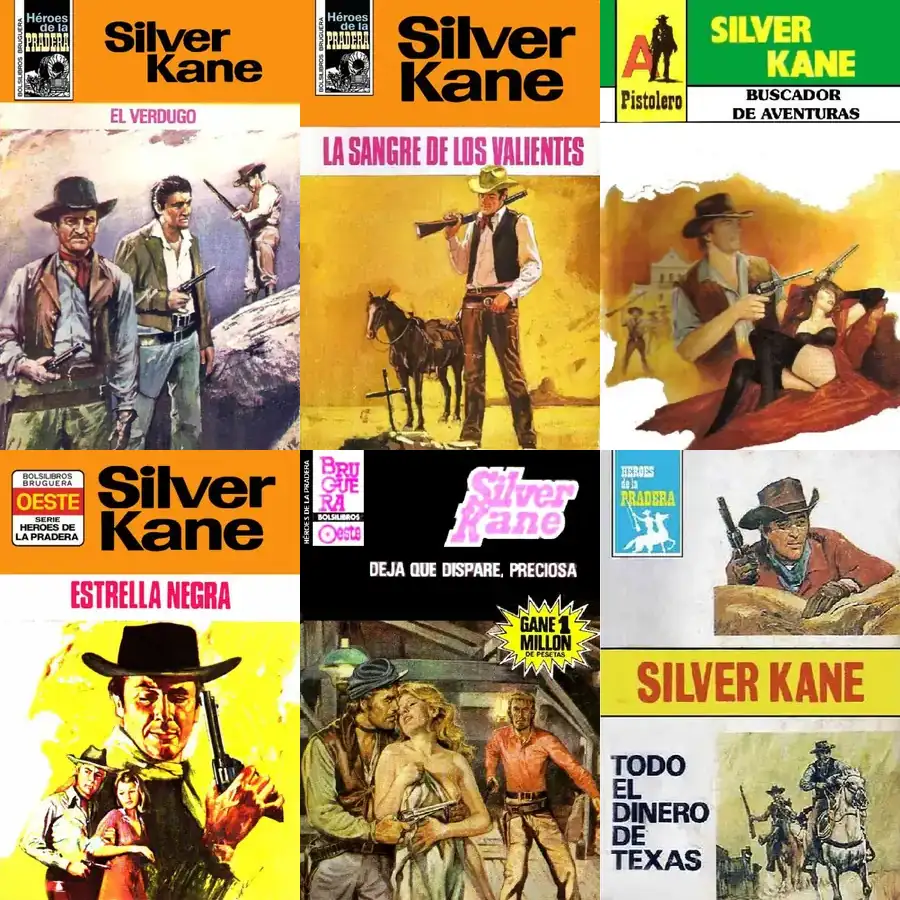 BOLSILIBROS BRUGUERA
Héroes
de la
PRADERA
Silver
Kane
EL VERDUGO
BOLSILIBROS BRUGUERA
Héroes
de la
PRADERA
Silver
Kane
LA SANGRE DE LOS VALIENTES
A
Pistolero
SILVER
KANE
BUSCADOR
DE AVENTURAS
BOLSILIBROS
BRUGUERA
OESTE
SERIE
HEROES DE
LA PRADERA
Silver
Kane
ESTRELLA NEGRA
HÉROES DE LA PRADERA
BRU
GUE
RA
BOLSILIBROS
Oeste
Silver
Kane
DEJA QUE DISPARE, PRECIOSA
GANE 1
MILLON
DE PESETAS
HEROES
de la
PRADERA
SILVER KANE
TODO
EL
DINERO
DE
TEXAS